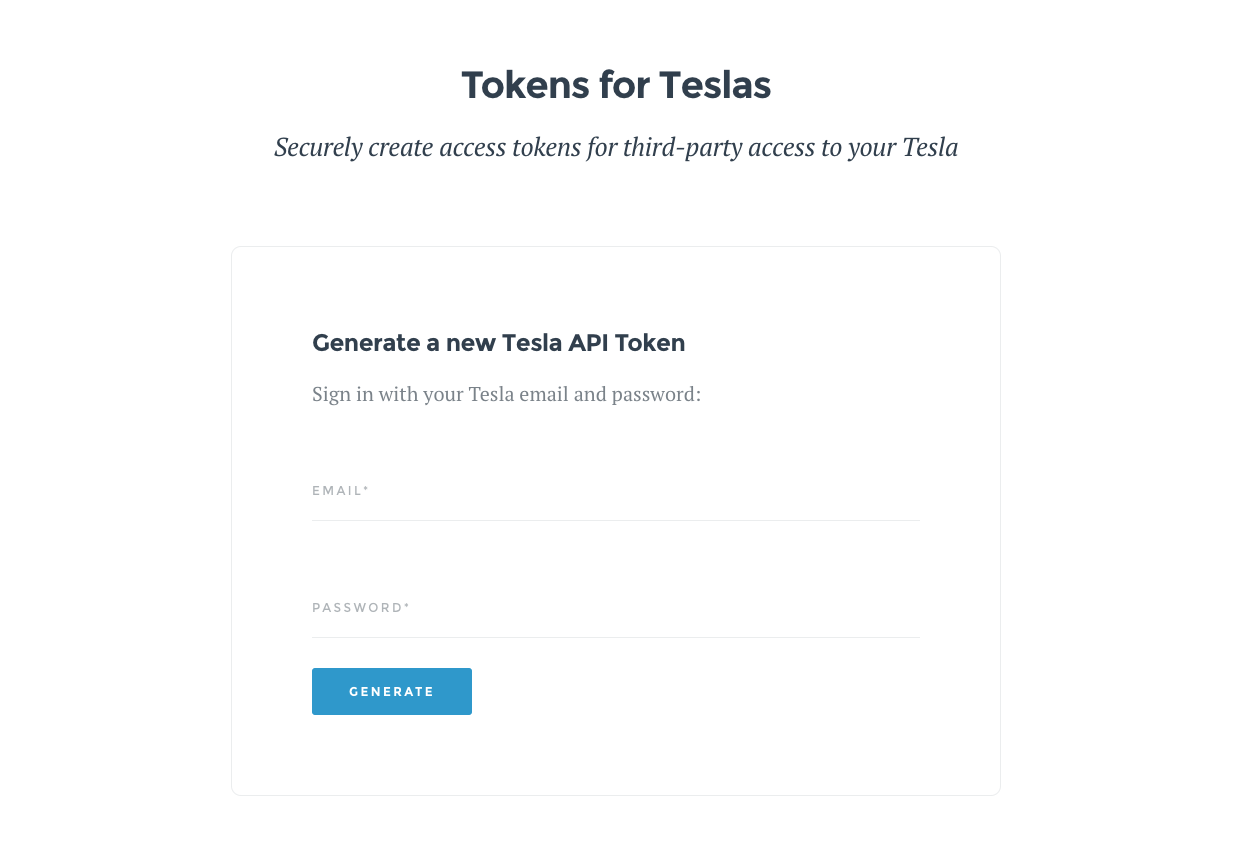 Tokens for Teslas
Securely create access tokens for third-party access to your Tesla
Generate a new Tesla API Token
Sign in with your Tesla email and password:
EMAIL*
PASSWORD*
GENERATE